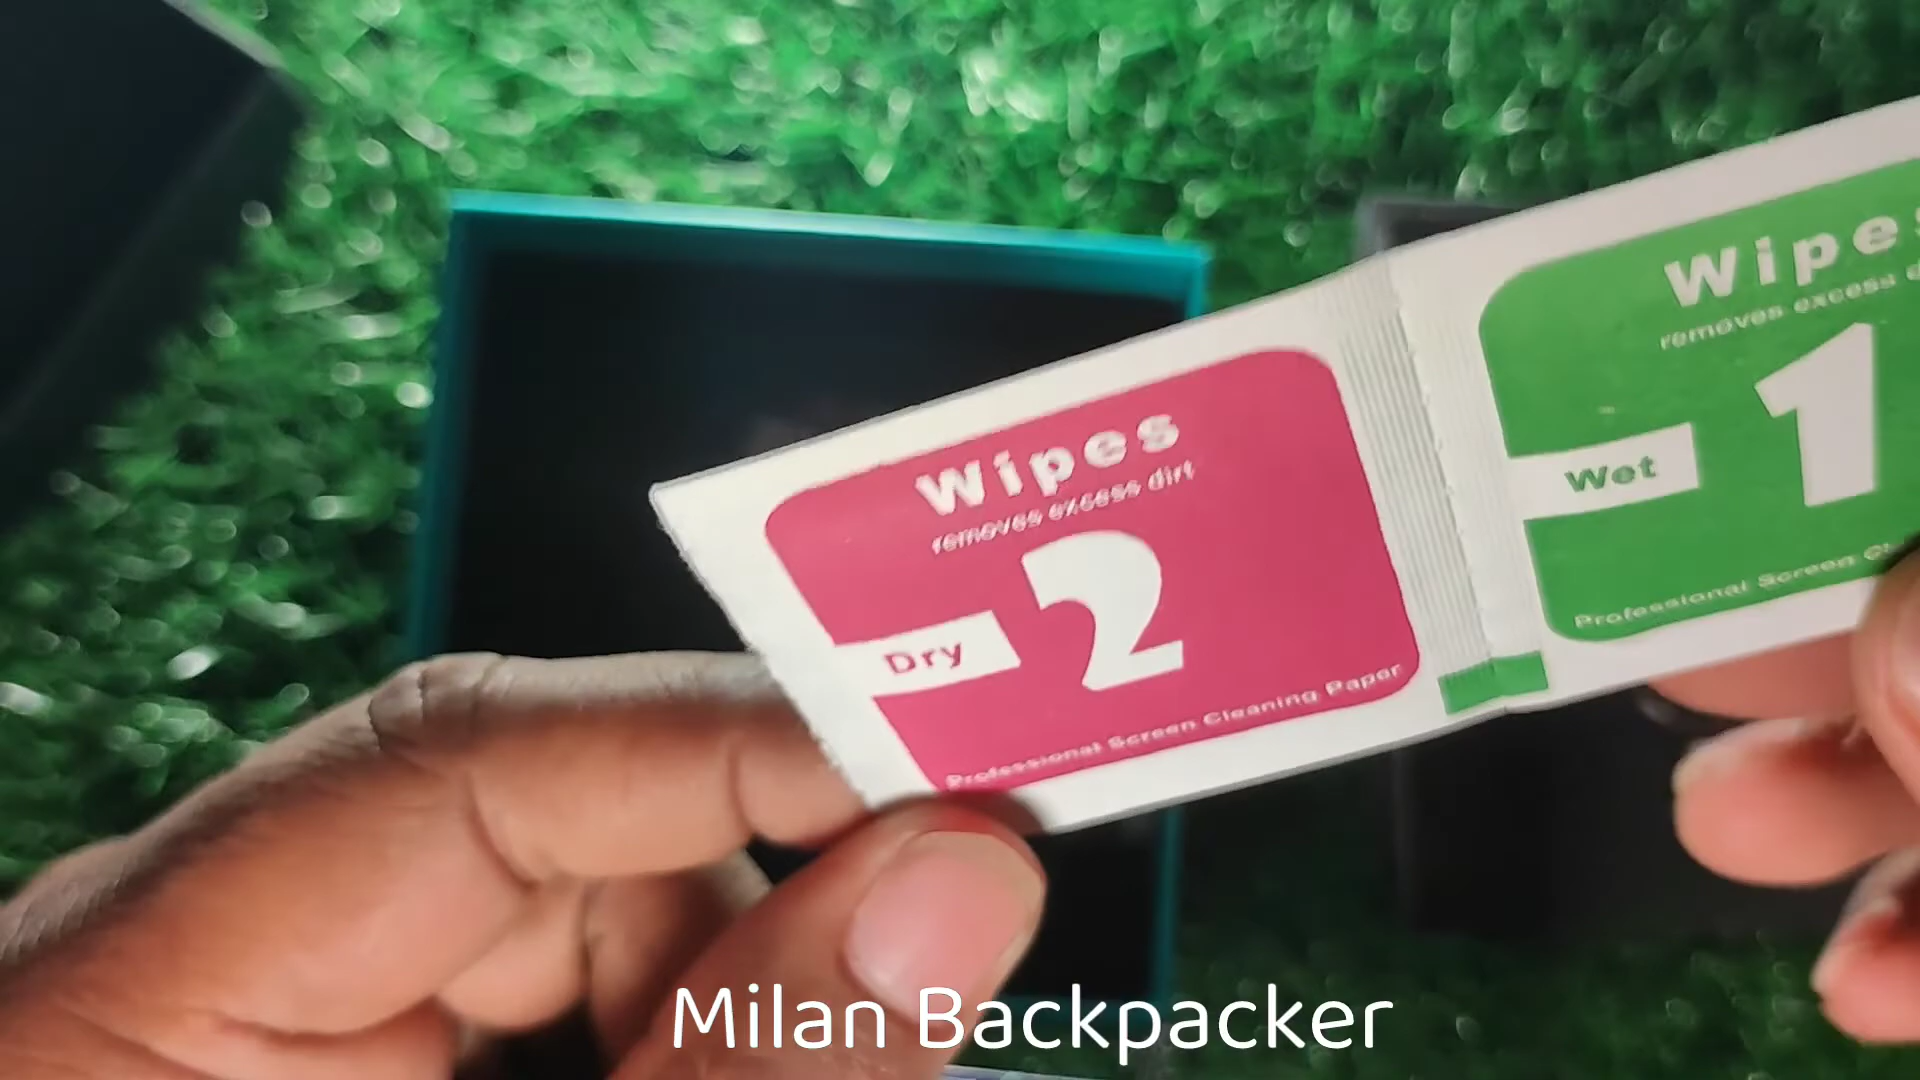 Wipes
removes excess dirt
2
Dry
Professional Screen Cleaning Paper
Wipes
removes excess
1
Wet
Professional Screen
Milan Backpacker